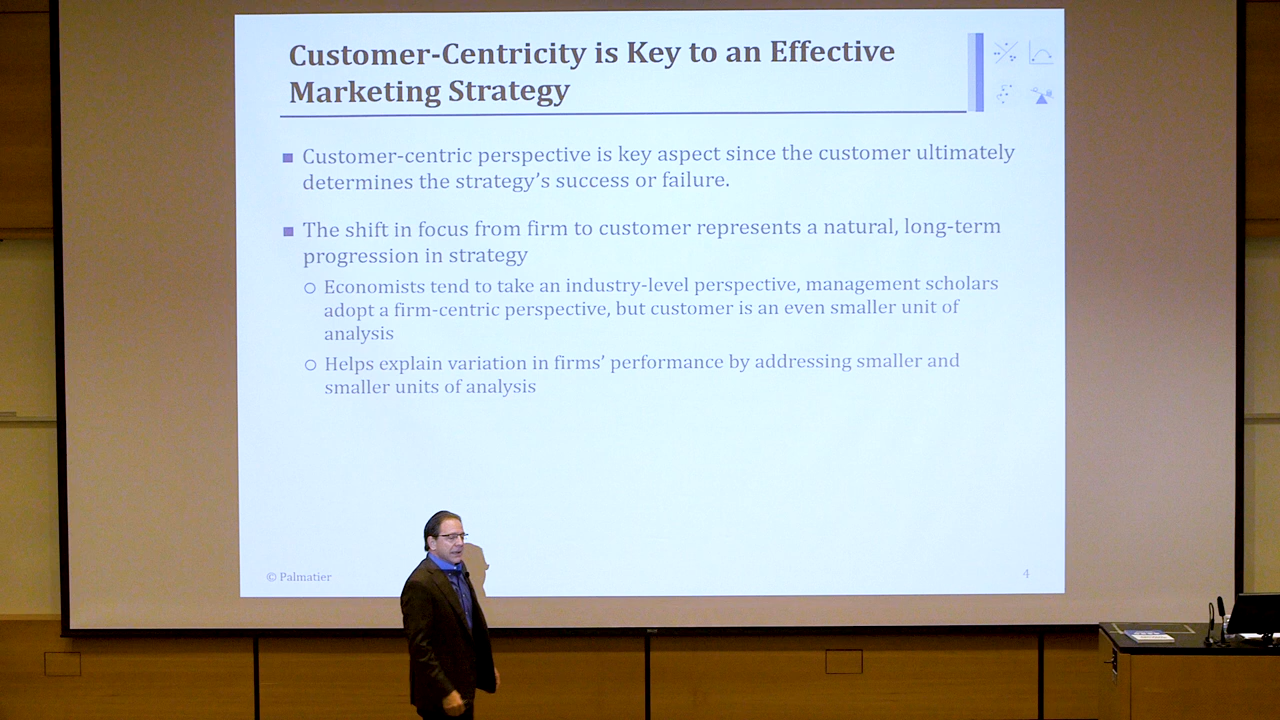 Customer-Centricity is Key to an Effective
Marketing Strategy
Customer-centric perspective is key aspect since the customer ultimately
determines the strategy's success or failure.
The shift in focus from firm to customer represents a natural, long-term
progression in strategy
Economists tend to take an industry-level perspective, management scholars
adopt a firm-centric perspective, but customer is an even smaller unit of
analysis
Helps explain variation in firms' performance by addressing smaller and
smaller units of analysis
© Palmatier
4